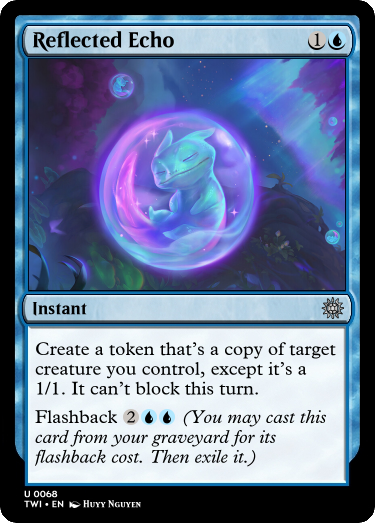 Reflected Echo 1
Instant
Create a token that's a copy of target
creature you control, except it's a
1/1. It can't block this turn.
Flashback 2 (You may cast this
card from your graveyard for its
flashback cost. Then exile it.)
U 0068
TWI • EN HUYY NGUYEN